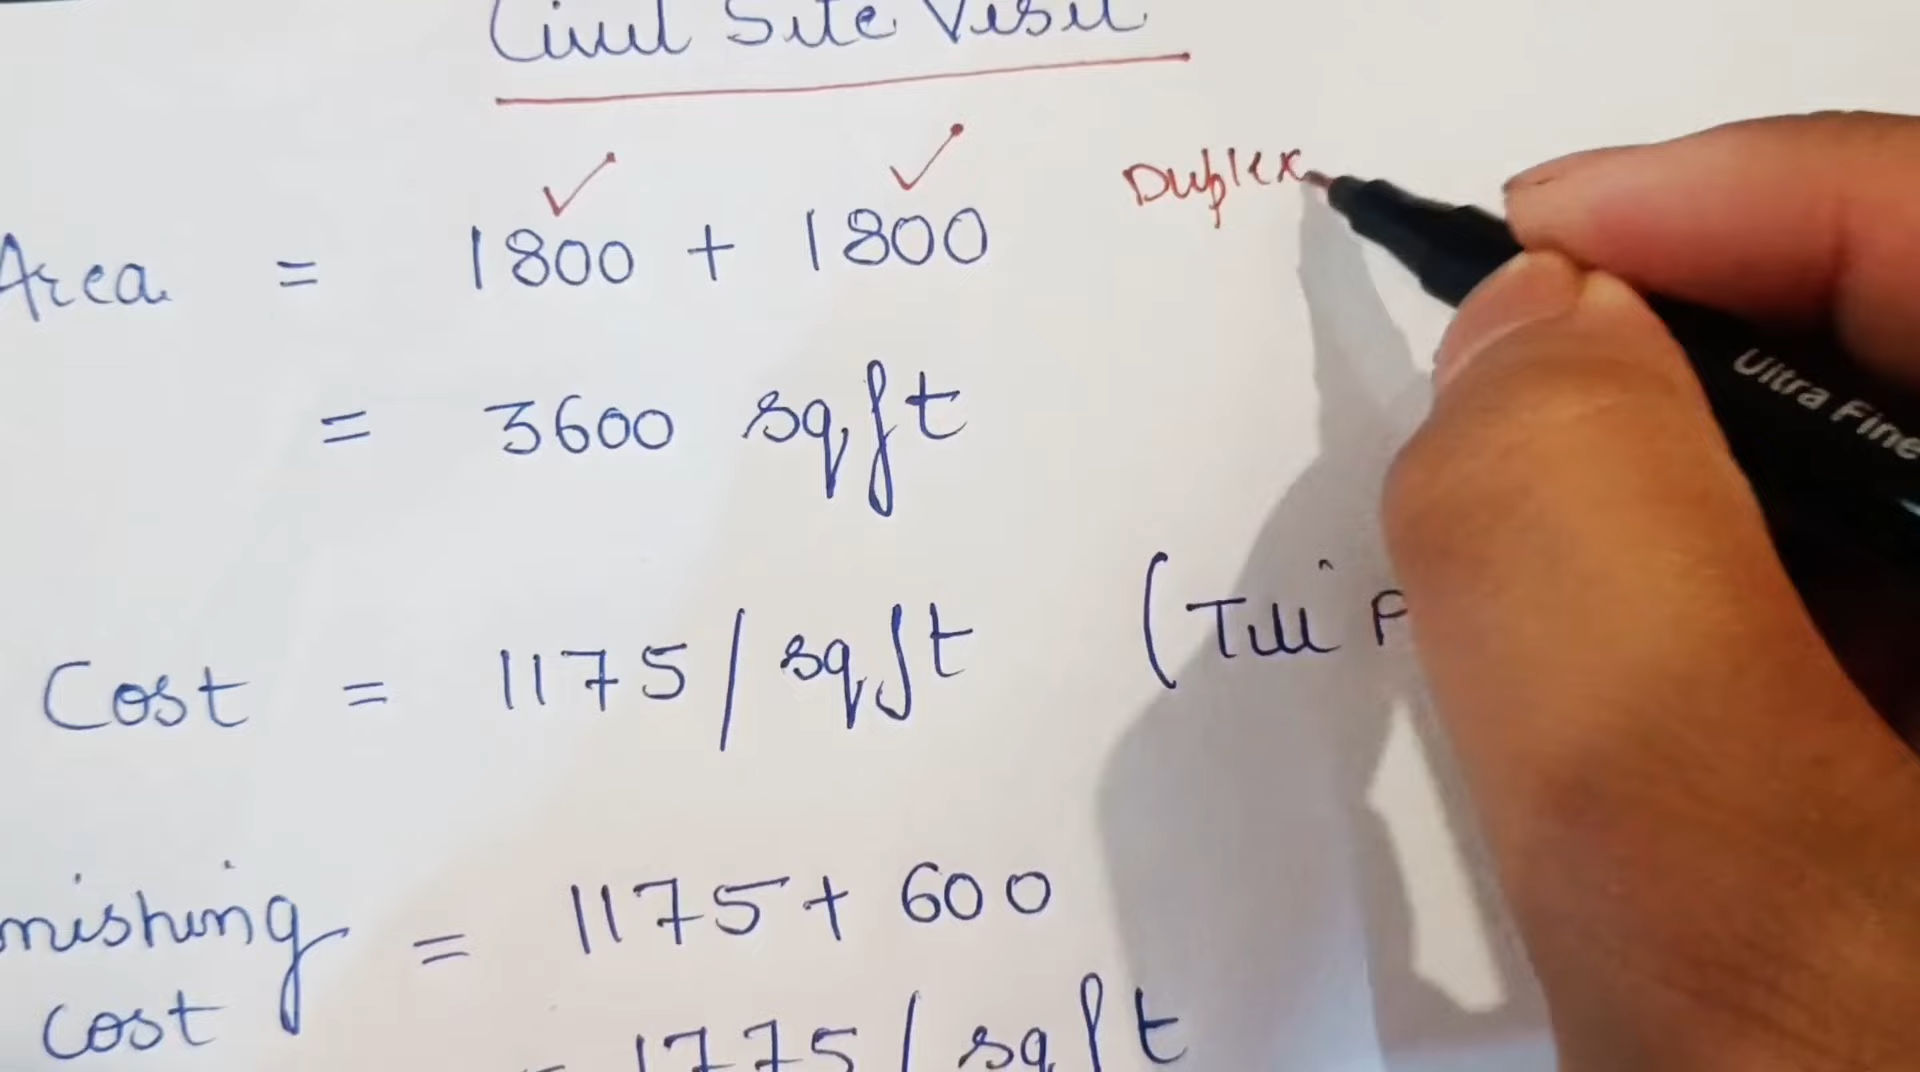 Civil Site Visit
Duplex
Area = 1800 + 1800
= 3600 sqft
Cost = 1175/sqft (Till
1175 + 600
cost =
= 1775/sqft
Ultra Fine